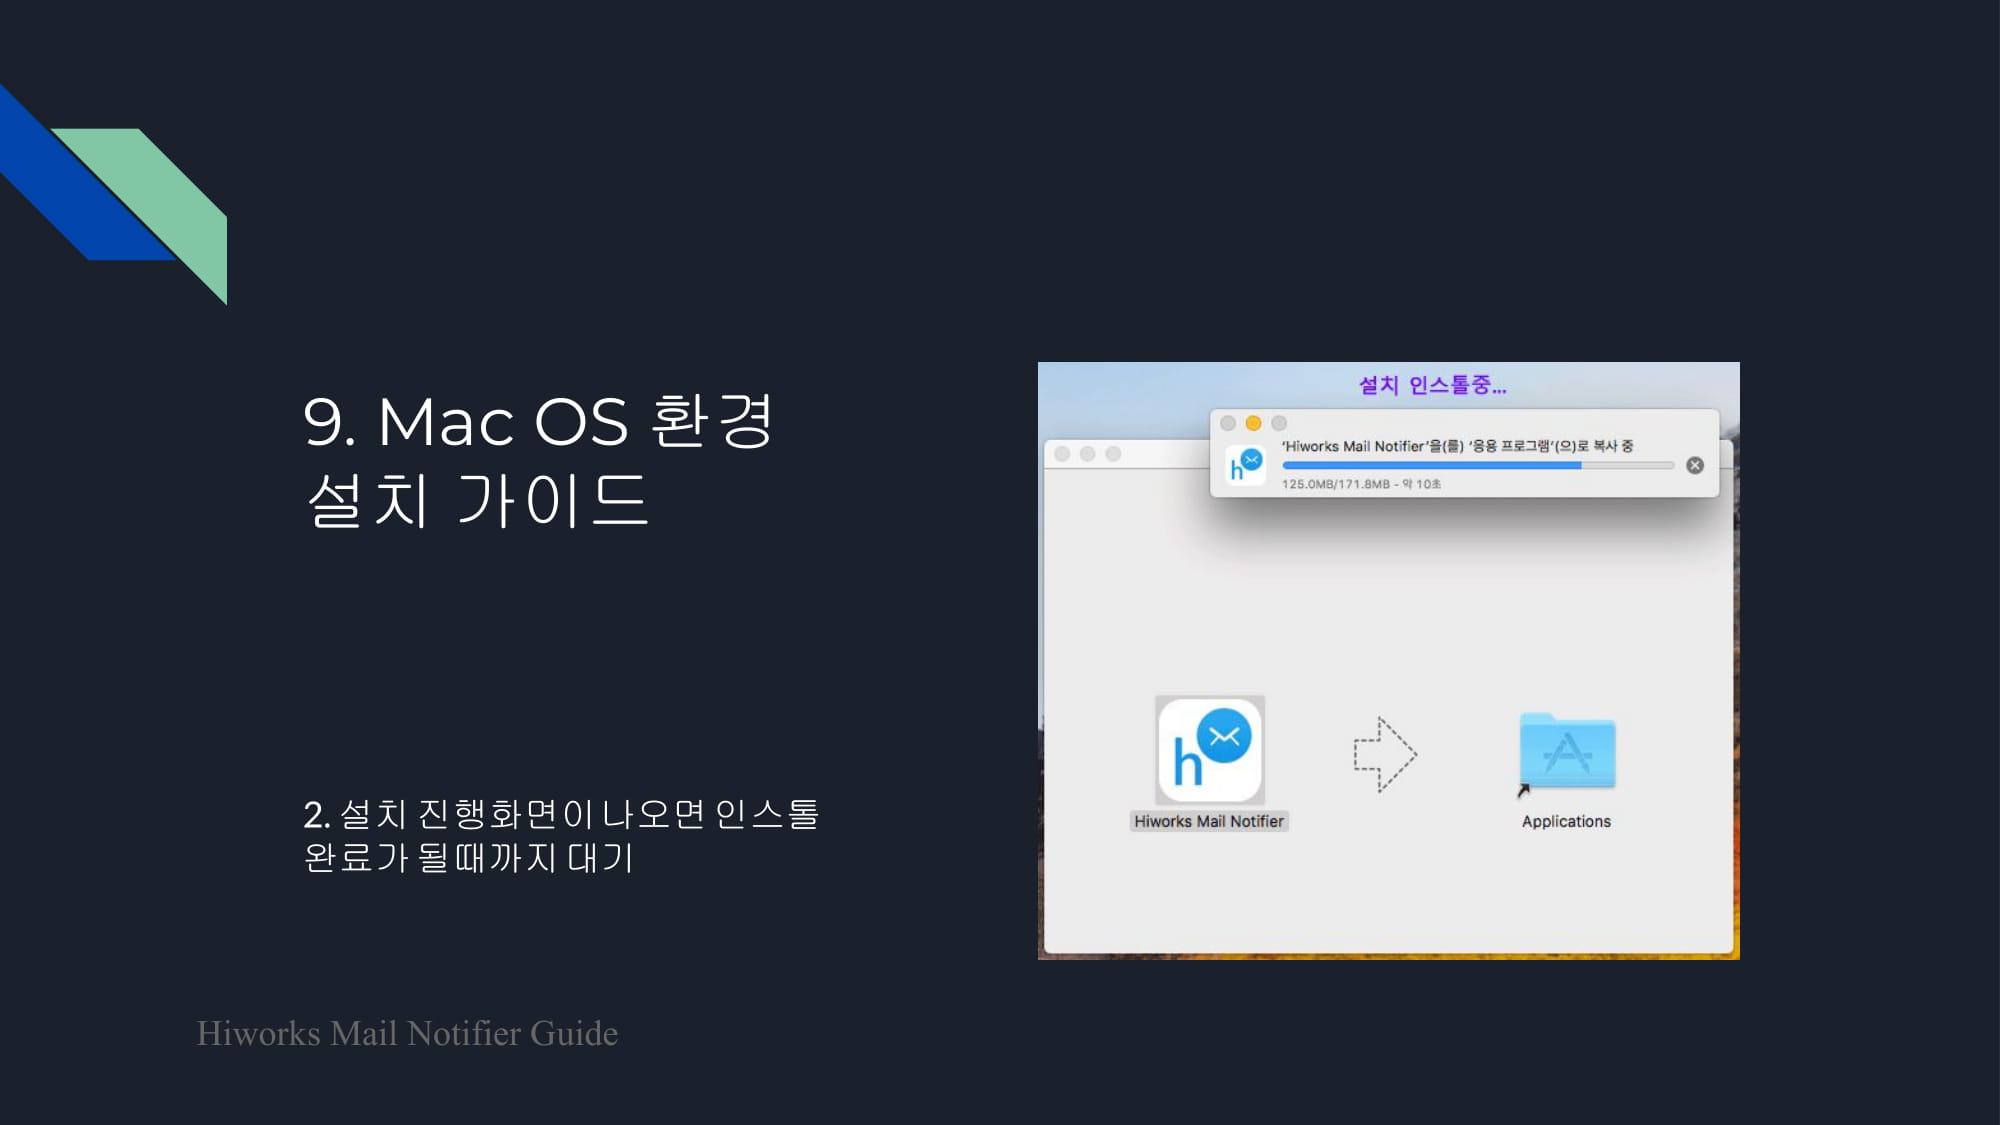 9. Mac OS 환경
설치 가이드
2. 설치 진행화면이 나오면 인스톨
완료가 될때까지 대기
설치 인스톨중...
'Hiworks Mail Notifier'을(를) '응용 프로그램'(으)로 복사 중
125.0MB/171.8MB - 약 10초
h
h
Hiworks Mail Notifier
Applications
Hiworks Mail Notifier Guide